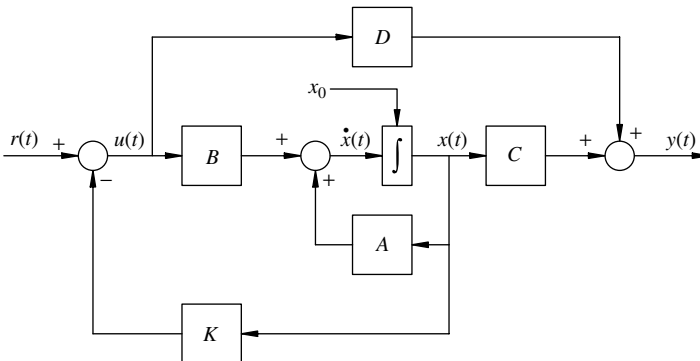 D
x₀
r(t) + u(t) B + ẋ(t) ∫ x(t) C + + y(t)
− +
A
K